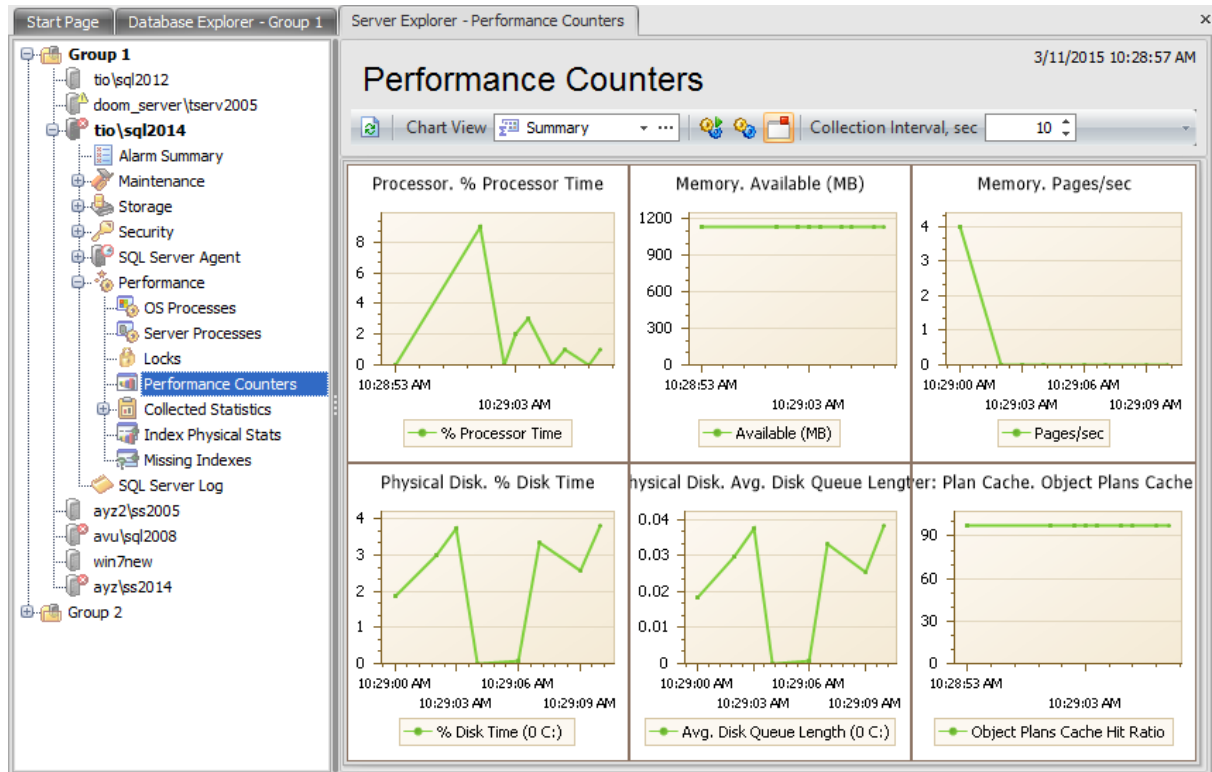 Start Page
Database Explorer - Group 1
Server Explorer - Performance Counters
Group 1
tio\sql2012
doom_server\tserv2005
tio\sql2014
Alarm Summary
Maintenance
Storage
Security
SQL Server Agent
Performance
OS Processes
Server Processes
Locks
Performance Counters
Collected Statistics
Index Physical Stats
Missing Indexes
SQL Server Log
ayz2\ss2005
avu\sql2008
win7new
ayz\ss2014
Group 2
3/11/2015 10:28:57 AM
Performance Counters
Chart View Summary Collection Interval, sec 10
Processor. % Processor Time
8
6
4
2
0
10:28:53 AM
10:29:03 AM
% Processor Time
Memory. Available (MB)
1200
900
600
300
0
10:28:53 AM
10:29:03 AM
Available (MB)
Memory. Pages/sec
4
3
2
1
0
10:29:00 AM 10:29:06 AM
10:29:03 AM 10:29:09 AM
Pages/sec
Physical Disk. % Disk Time
4
3
2
1
0
10:29:00 AM 10:29:06 AM
10:29:03 AM 10:29:09 AM
% Disk Time (0 C:)
hysical Disk. Avg. Disk Queue Lengt
0.04
0.03
0.02
0.01
0
10:29:00 AM 10:29:06 AM
10:29:03 AM 10:29:09 AM
Avg. Disk Queue Length (0 C:)
er: Plan Cache. Object Plans Cache
90
60
30
0
10:28:53 AM
10:29:03 AM
Object Plans Cache Hit Ratio